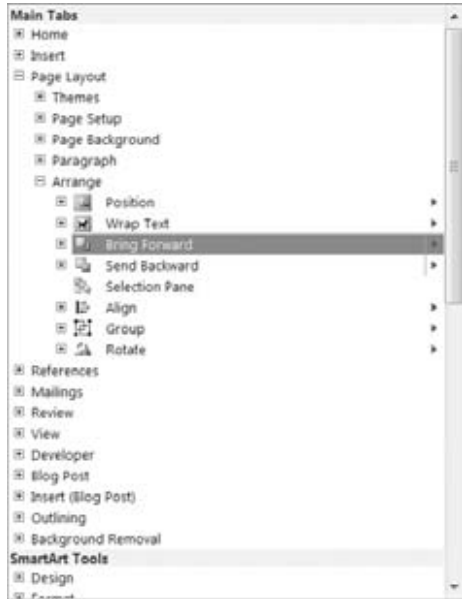 Main Tabs
Home
Insert
Page Layout
Themes
Page Setup
Page Background
Paragraph
Arrange
Position
Wrap Text
Bring Forward
Send Backward
Selection Pane
Align
Group
Rotate
References
Mailings
Review
View
Developer
Blog Post
Insert (Blog Post)
Outlining
Background Removal
SmartArt Tools
Design
Format